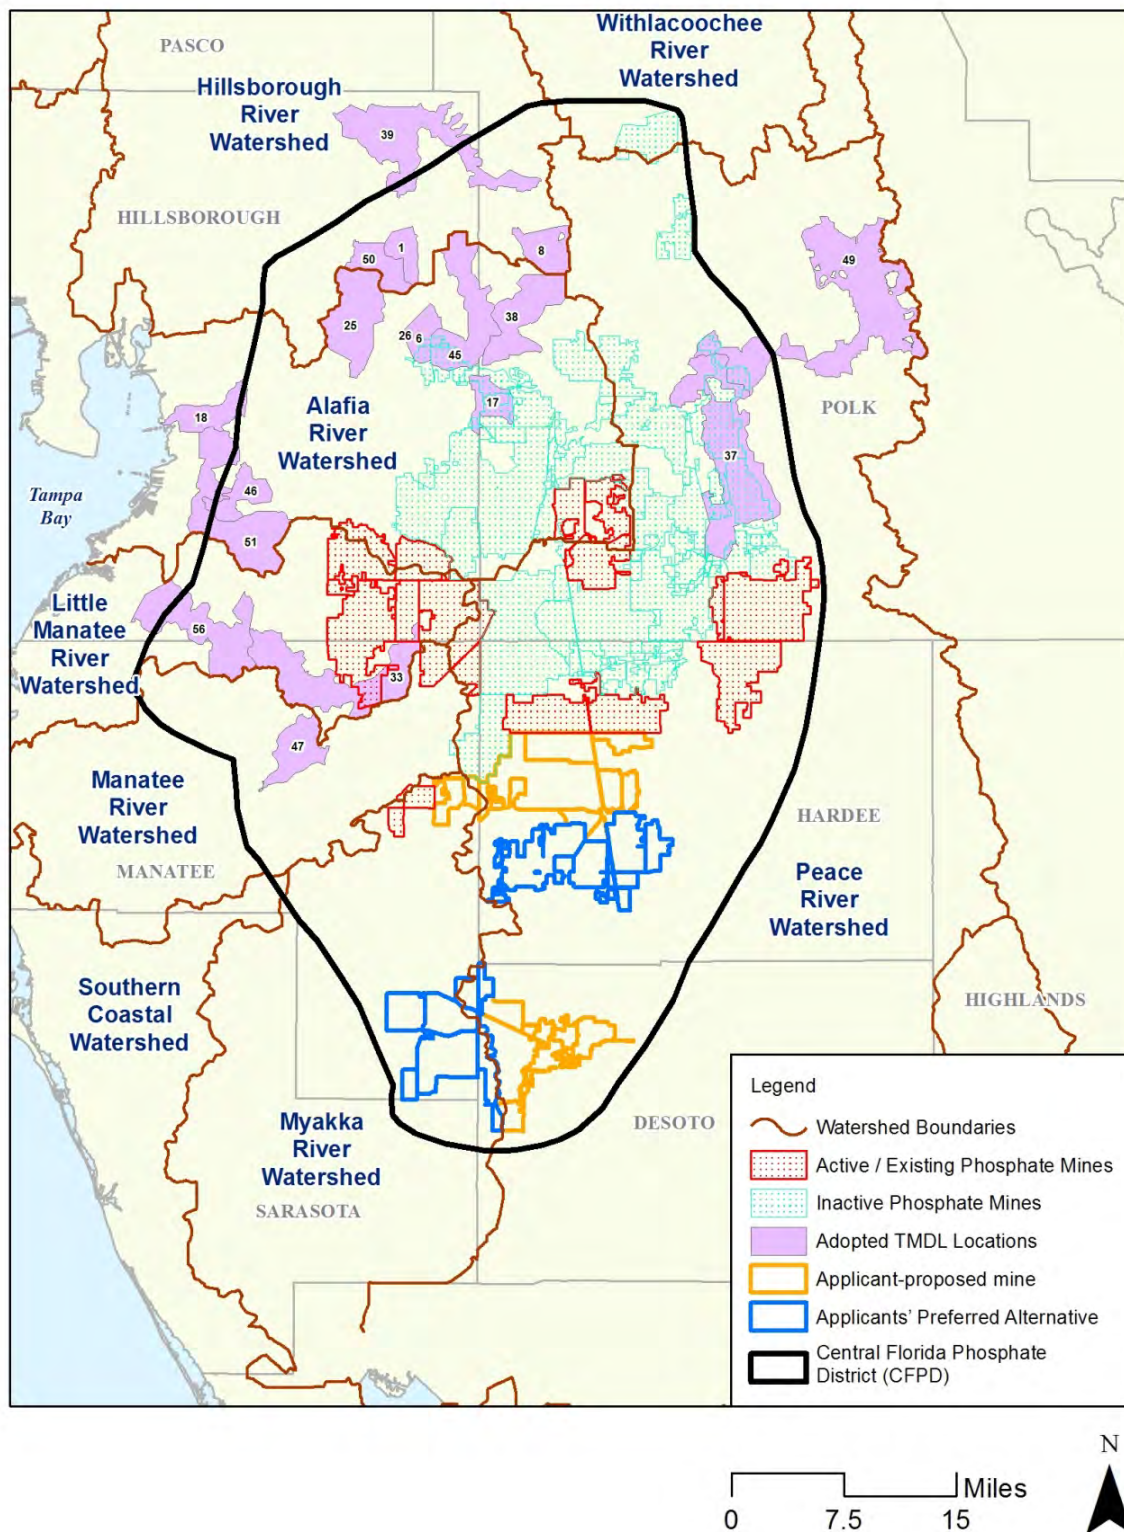 Withlacoochee
River
Watershed
PASCO
Hillsborough
River
Watershed
39
HILLSBOROUGH
1
50
8
49
25
38
26
6
45
17
POLK
Alafia
River
Watershed
18
37
Tampa
Bay
46
51
Little
Manatee
River
Watershed
56
33
47
Manatee
River
Watershed
MANATEE
HARDEE
Peace
River
Watershed
Southern
Coastal
Watershed
HIGHLANDS
Myakka
River
Watershed
DESOTO
SARASOTA
Legend
Watershed Boundaries
Active / Existing Phosphate Mines
Inactive Phosphate Mines
Adopted TMDL Locations
Applicant-proposed mine
Applicants' Preferred Alternative
Central Florida Phosphate
District (CFPD)
N
Miles
0 7.5 15